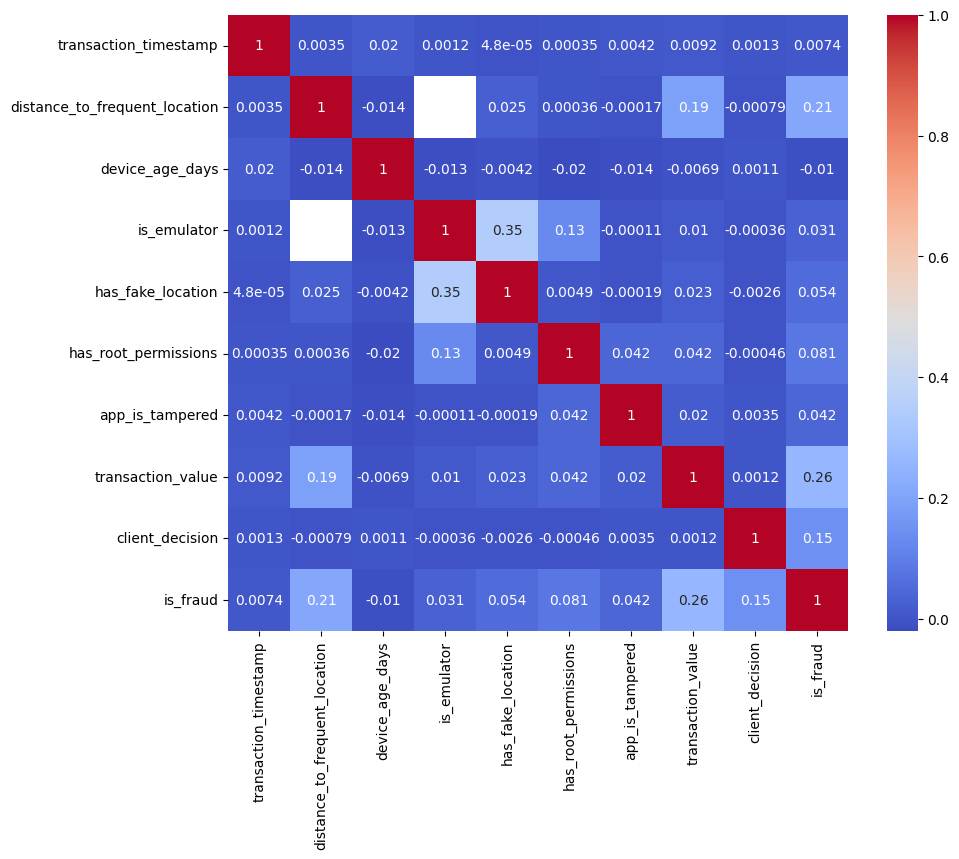 transaction_timestamp 1 0.0035 0.02 0.0012 4.8e-05 0.00035 0.0042 0.0092 0.0013 0.0074
distance_to_frequent_location 0.0035 1 -0.014 0.025 0.00036 -0.00017 0.19 -0.00079 0.21
device_age_days 0.02 -0.014 1 -0.013 -0.0042 -0.02 -0.014 -0.0069 0.0011 -0.01
is_emulator 0.0012 -0.013 1 0.35 0.13 -0.00011 0.01 -0.00036 0.031
has_fake_location 4.8e-05 0.025 -0.0042 0.35 1 0.0049 -0.00019 0.023 -0.0026 0.054
has_root_permissions 0.00035 0.00036 -0.02 0.13 0.0049 1 0.042 0.042 -0.00046 0.081
app_is_tampered 0.0042 -0.00017 -0.014 -0.00011 -0.00019 0.042 1 0.02 0.0035 0.042
transaction_value 0.0092 0.19 -0.0069 0.01 0.023 0.042 0.02 1 0.0012 0.26
client_decision 0.0013 -0.00079 0.0011 -0.00036 -0.0026 -0.00046 0.0035 0.0012 1 0.15
is_fraud 0.0074 0.21 -0.01 0.031 0.054 0.081 0.042 0.26 0.15 1
transaction_timestamp
distance_to_frequent_location
device_age_days
is_emulator
has_fake_location
has_root_permissions
app_is_tampered
transaction_value
client_decision
is_fraud
1.0
0.8
0.6
0.4
0.2
0.0